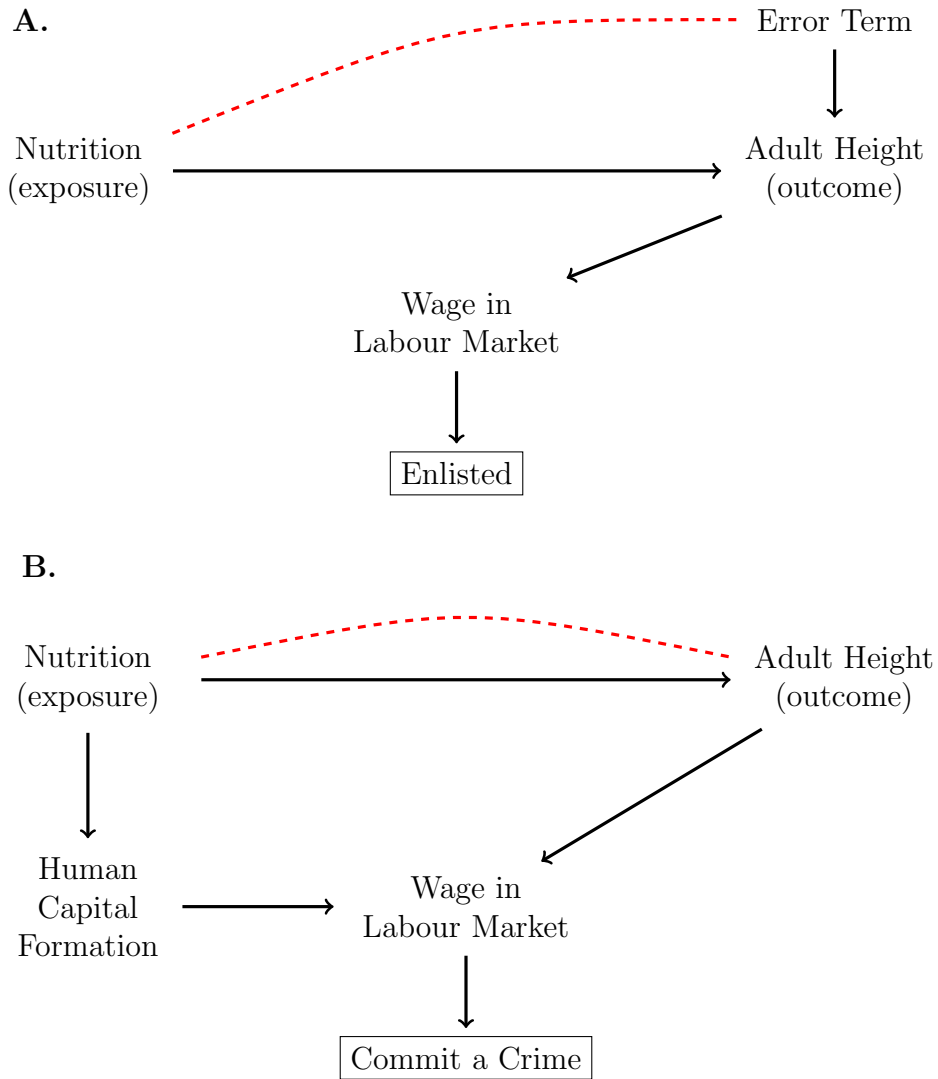 A.
Error Term
Nutrition
(exposure)
Adult Height
(outcome)
Wage in
Labour Market
Enlisted
B.
Nutrition
(exposure)
Adult Height
(outcome)
Human
Capital
Formation
Wage in
Labour Market
Commit a Crime